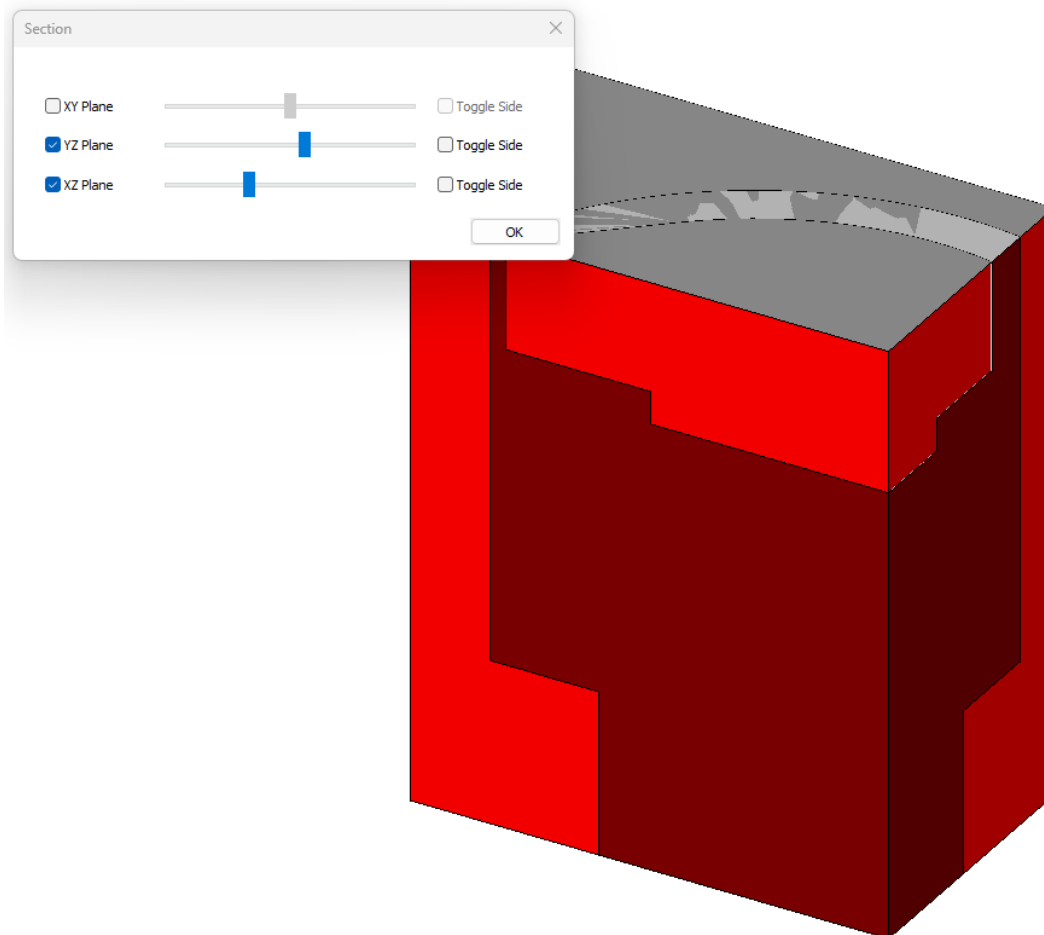 Section
XY Plane
Toggle Side
YZ Plane
Toggle Side
XZ Plane
Toggle Side
OK